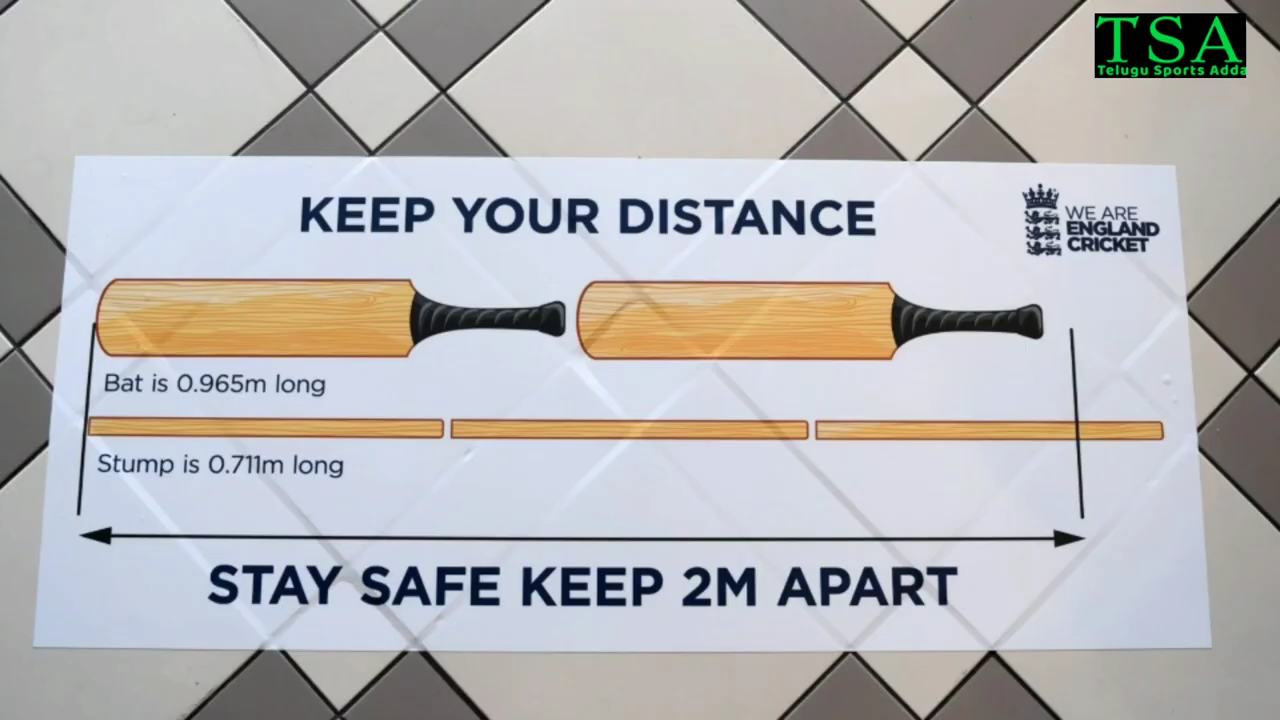 TSA
Telugu Sports Adda
KEEP YOUR DISTANCE
WE ARE
ENGLAND
CRICKET
Bat is 0.965m long
Stump is 0.711m long
STAY SAFE KEEP 2M APART